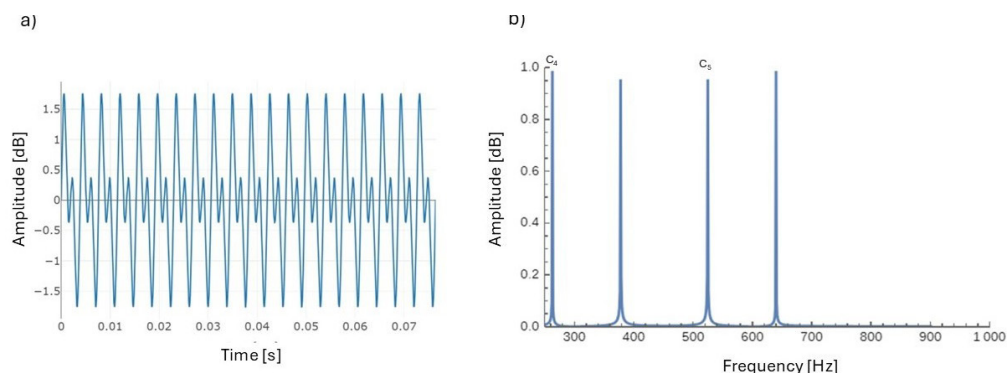 a)
b)
Amplitude [dB]
1.5
1
0.5
0
−0.5
−1
−1.5
0 0.01 0.02 0.03 0.04 0.05 0.06 0.07
Time [s]
Amplitude [dB]
C4 C5
1.0
0.8
0.6
0.4
0.2
0.0
300 400 500 600 700 800 900 1000
Frequency [Hz]